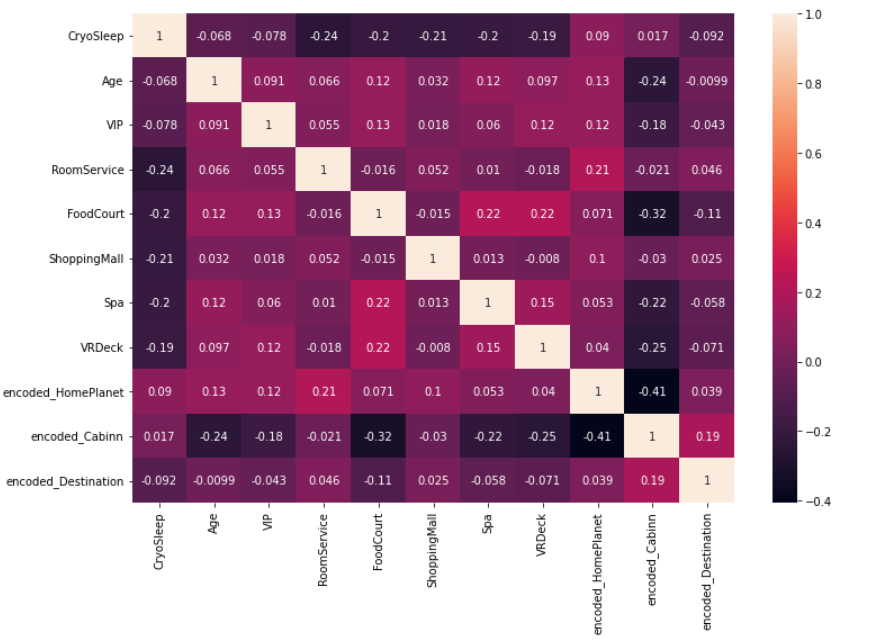 CryoSleep 1 -0.068 -0.078 -0.24 -0.2 -0.21 -0.2 -0.19 0.09 0.017 -0.092
Age -0.068 1 0.091 0.066 0.12 0.032 0.12 0.097 0.13 -0.24 -0.0099
VIP -0.078 0.091 1 0.055 0.13 0.018 0.06 0.12 0.12 -0.18 -0.043
RoomService -0.24 0.066 0.055 1 -0.016 0.052 0.01 -0.018 0.21 -0.021 0.046
FoodCourt -0.2 0.12 0.13 -0.016 1 -0.015 0.22 0.22 0.071 -0.32 -0.11
ShoppingMall -0.21 0.032 0.018 0.052 -0.015 1 0.013 -0.008 0.1 -0.03 0.025
Spa -0.2 0.12 0.06 0.01 0.22 0.013 1 0.15 0.053 -0.22 -0.058
VRDeck -0.19 0.097 0.12 -0.018 0.22 -0.008 0.15 1 0.04 -0.25 -0.071
encoded_HomePlanet 0.09 0.13 0.12 0.21 0.071 0.1 0.053 0.04 1 -0.41 0.039
encoded_Cabinn 0.017 -0.24 -0.18 -0.021 -0.32 -0.03 -0.22 -0.25 -0.41 1 0.19
encoded_Destination -0.092 -0.0099 -0.043 0.046 -0.11 0.025 -0.058 -0.071 0.039 0.19 1
CryoSleep
Age
VIP
RoomService
FoodCourt
ShoppingMall
Spa
VRDeck
encoded_HomePlanet
encoded_Cabinn
encoded_Destination
1.0
0.8
0.6
0.4
0.2
0.0
-0.2
-0.4